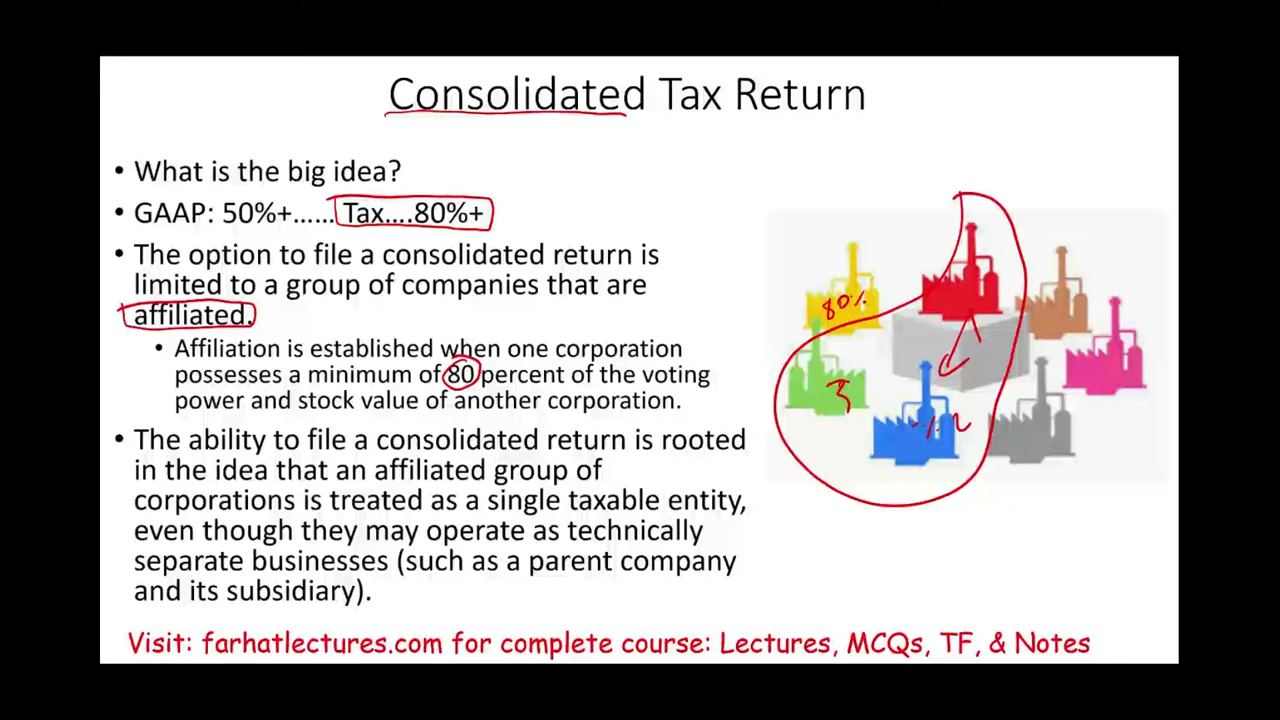 Consolidated Tax Return
• What is the big idea?
• GAAP: 50%+...... Tax....80%+
• The option to file a consolidated return is
limited to a group of companies that are
affiliated.
• Affiliation is established when one corporation
possesses a minimum of 80 percent of the voting
power and stock value of another corporation.
• The ability to file a consolidated return is rooted
in the idea that an affiliated group of
corporations is treated as a single taxable entity,
even though they may operate as technically
separate businesses (such as a parent company
and its subsidiary).
80%
3
Visit: farhatlectures.com for complete course: Lectures, MCQs, TF, & Notes